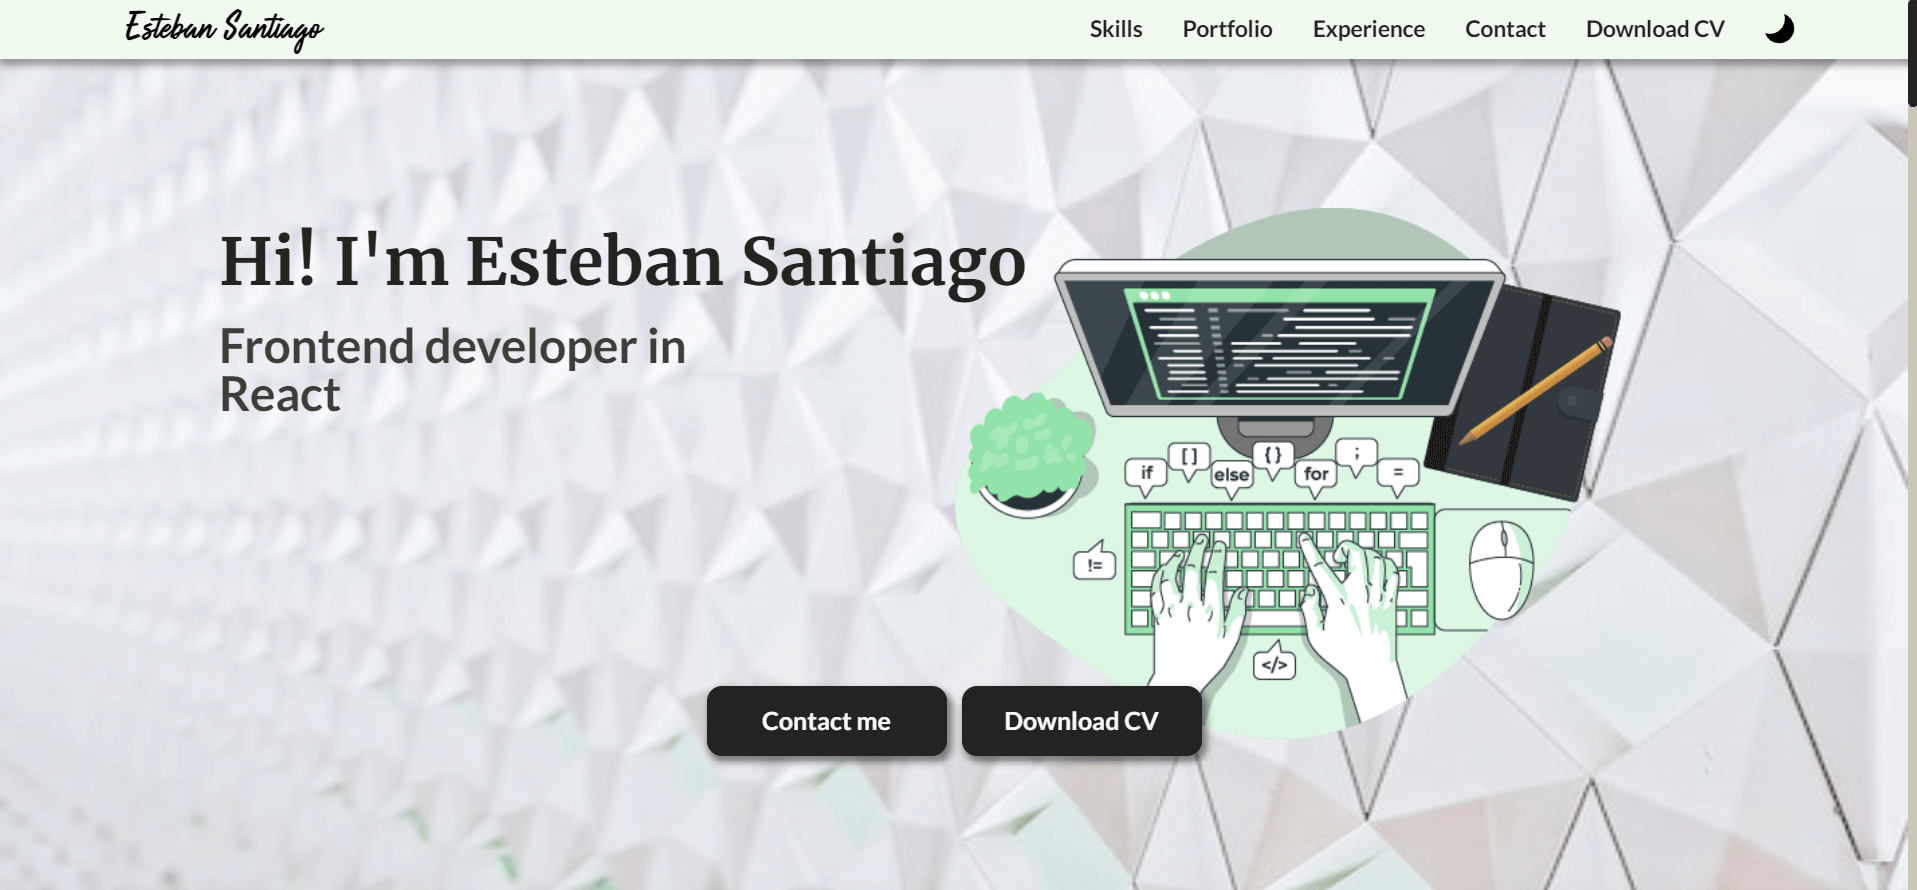 Esteban Santiago
Skills
Portfolio
Experience
Contact
Download CV
Hi! I'm Esteban Santiago
Frontend developer in
React
if
[]
else
{}
for
;
=
!=
</>
Contact me
Download CV